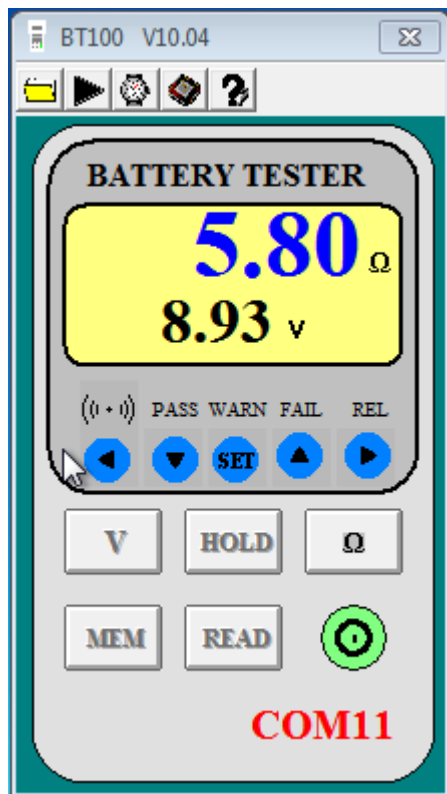 BT100 V10.04
BATTERY TESTER
5.80 Ω
8.93 V
((ı • ı)) PASS WARN FAIL REL
SET
V HOLD Ω
MEM READ
COM11